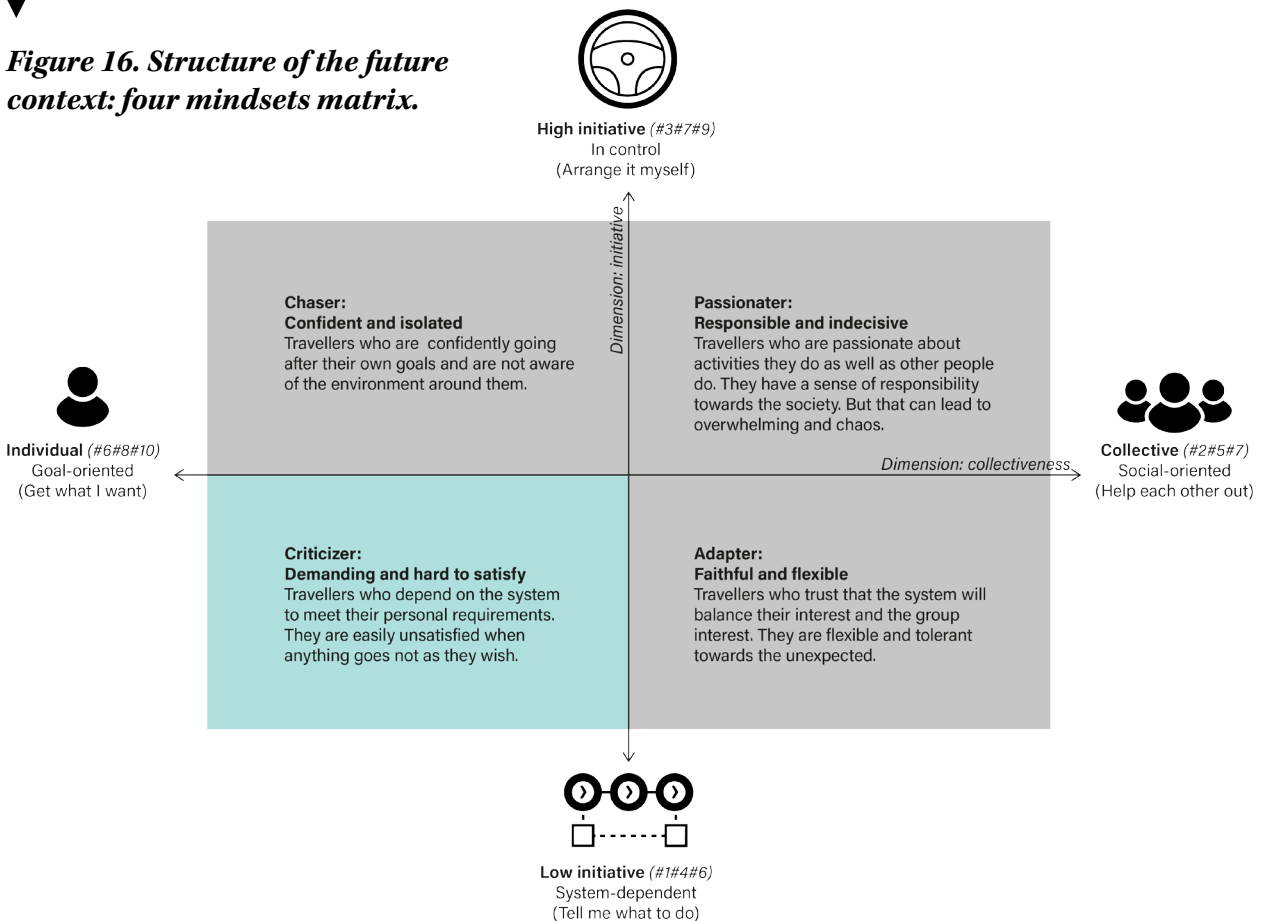 Figure 16. Structure of the future
context: four mindsets matrix.
High initiative (#3#7#9)
In control
(Arrange it myself)
Dimension: initiative
Chaser:
Confident and isolated
Travellers who are confidently going
after their own goals and are not aware
of the environment around them.
Passionater:
Responsible and indecisive
Travellers who are passionate about
activities they do as well as other people
do. They have a sense of responsibility
towards the society. But that can lead to
overwhelming and chaos.
Individual (#6#8#10)
Goal-oriented
(Get what I want)
Dimension: collectiveness
Collective (#2#5#7)
Social-oriented
(Help each other out)
Criticizer:
Demanding and hard to satisfy
Travellers who depend on the system
to meet their personal requirements.
They are easily unsatisfied when
anything goes not as they wish.
Adapter:
Faithful and flexible
Travellers who trust that the system will
balance their interest and the group
interest. They are flexible and tolerant
towards the unexpected.
Low initiative (#1#4#6)
System-dependent
(Tell me what to do)